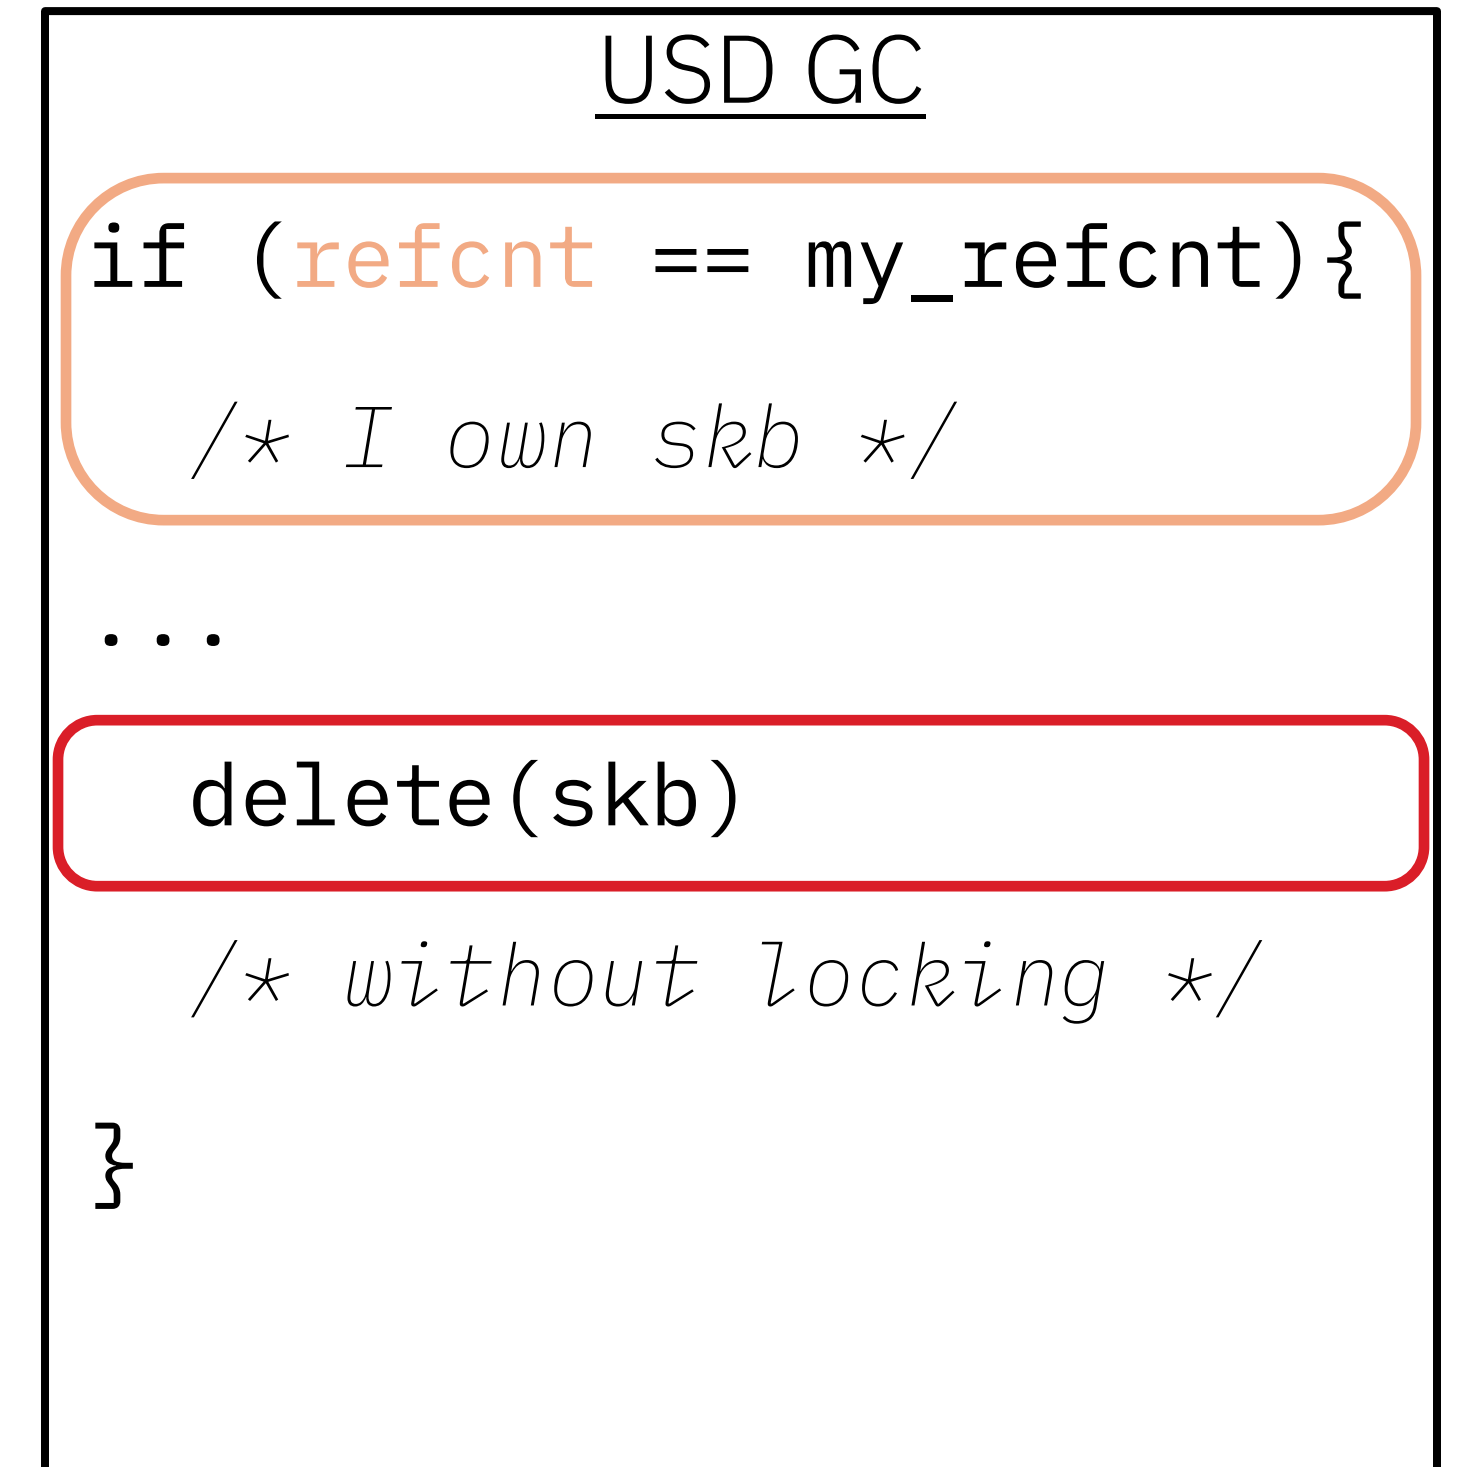 USD GC
if (refcnt == my_refcnt){
/* I own skb */
...
delete(skb)
/* without locking */
}